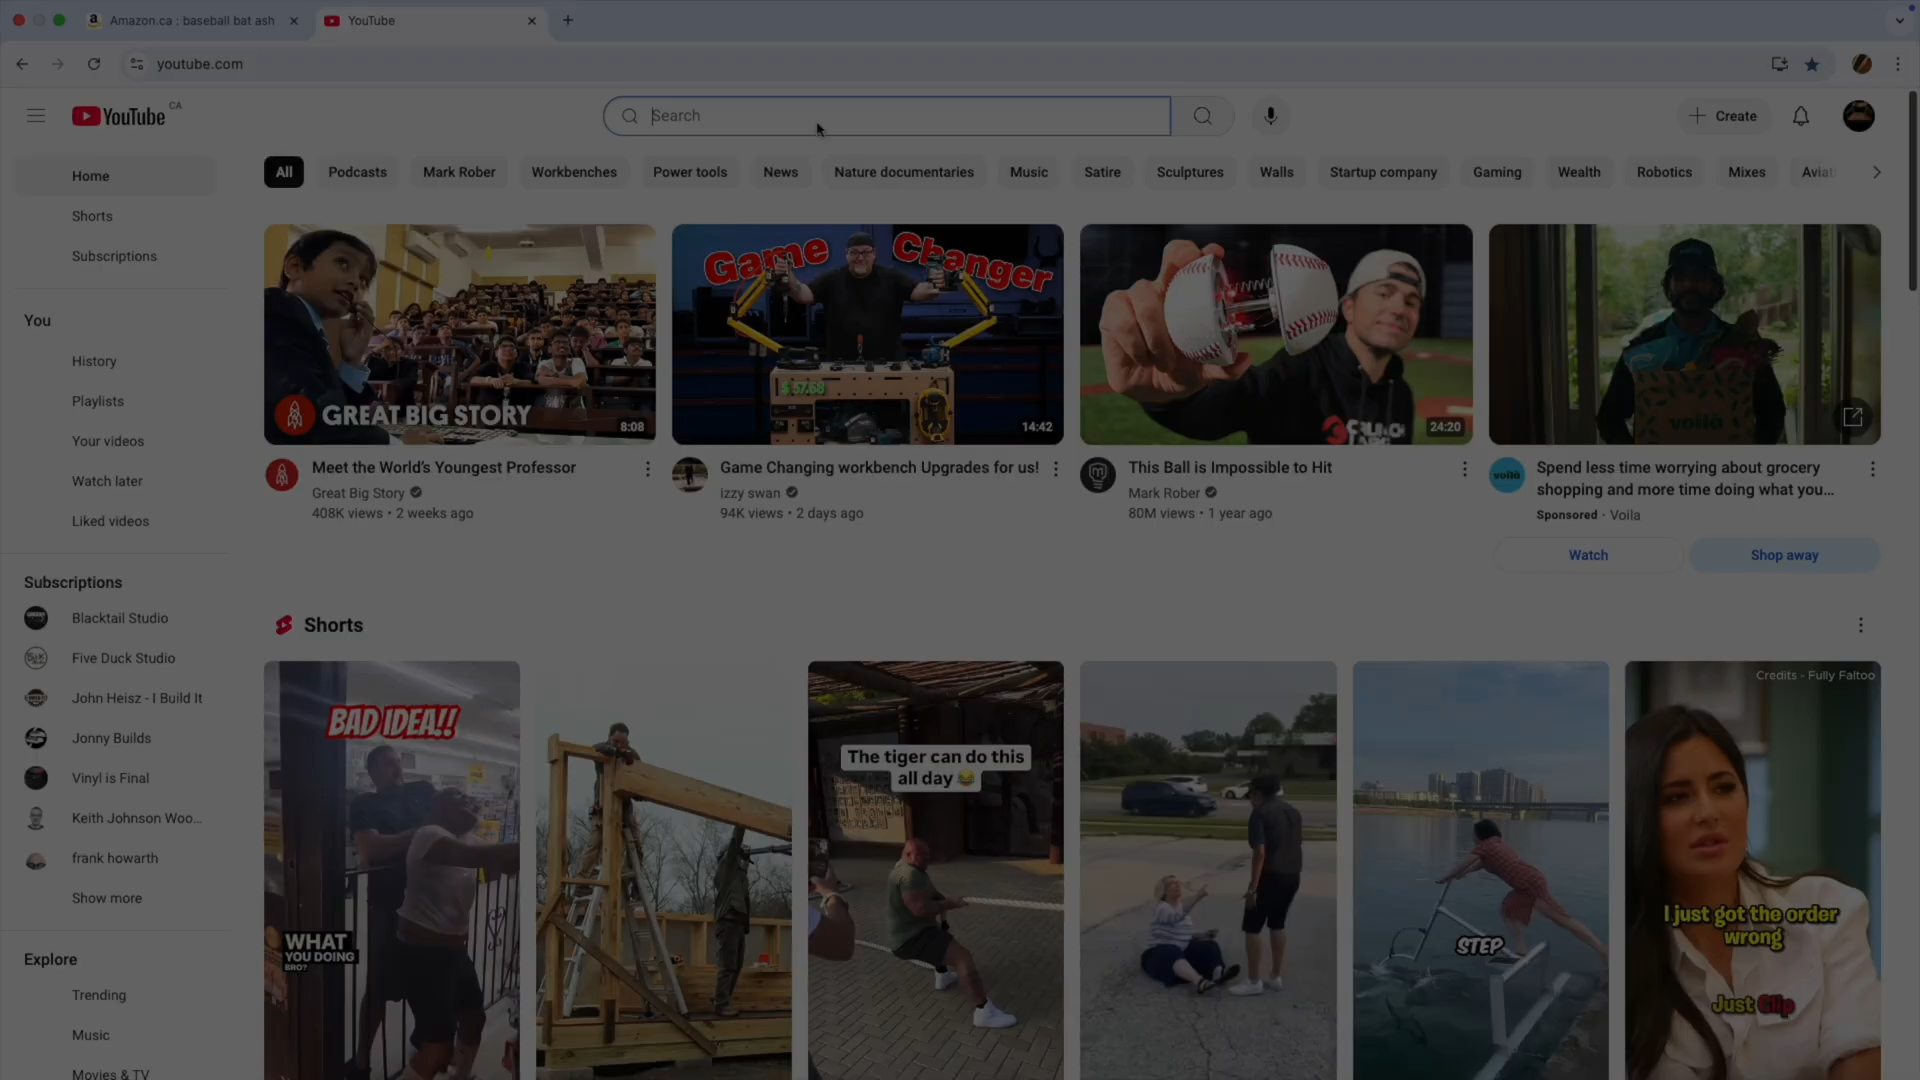 Amazon.ca : baseball bat ash
YouTube
youtube.com
YouTube CA
Search
Create
Home
Shorts
Subscriptions
You
History
Playlists
Your videos
Watch later
Liked videos
Subscriptions
Blacktail Studio
Five Duck Studio
John Heisz - I Build It
Jonny Builds
Vinyl is Final
Keith Johnson Woo...
frank howarth
Show more
Explore
Trending
Music
Movies & TV
All
Podcasts
Mark Rober
Workbenches
Power tools
News
Nature documentaries
Music
Satire
Sculptures
Walls
Startup company
Gaming
Wealth
Robotics
Mixes
Aviat
GREAT BIG STORY
8:08
Meet the World's Youngest Professor
Great Big Story
408K views • 2 weeks ago
Game Changer
14:42
Game Changing workbench Upgrades for us!
izzy swan
94K views • 2 days ago
24:20
This Ball is Impossible to Hit
Mark Rober
80M views • 1 year ago
voilà
Spend less time worrying about grocery
shopping and more time doing what you...
Sponsored · Voila
Watch
Shop away
Shorts
BAD IDEA!!
WHAT
YOU DOING
BRO?
The tiger can do this
all day 😂
STEP
Credits - Fully Faltoo
I just got the order
wrong
Just Clip